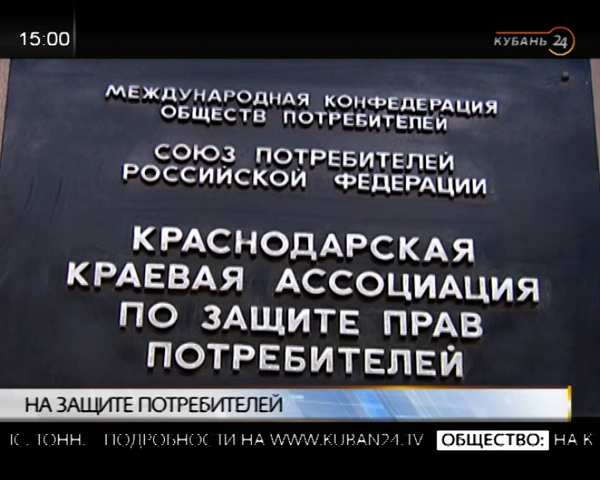 15:00
КУБАНЬ 24
МЕЖДУНАРОДНАЯ КОНФЕДЕРАЦИЯ
ОБЩЕСТВ ПОТРЕБИТЕЛЕЙ
СОЮЗ ПОТРЕБИТЕЛЕЙ
РОССИЙСКОЙ ФЕДЕРАЦИИ
КРАСНОДАРСКАЯ
КРАЕВАЯ АССОЦИАЦИЯ
ПО ЗАЩИТЕ ПРАВ
ПОТРЕБИТЕЛЕЙ
НА ЗАЩИТЕ ПОТРЕБИТЕЛЕЙ
С. ТОНН. ПОДРОБНОСТИ НА WWW.KUBAN24.TV ОБЩЕСТВО: НА К